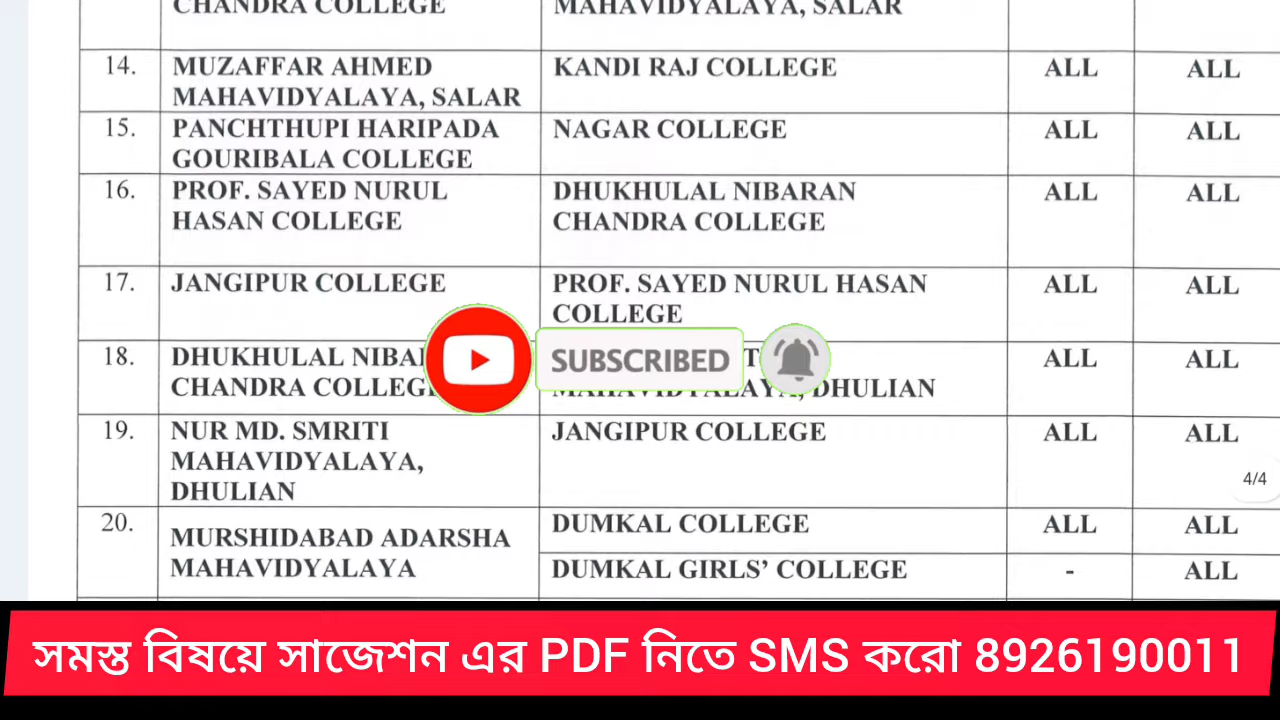 CHANDRA COLLEGE
MAHAVIDYALAYA, SALAR
14. MUZAFFAR AHMED KANDI RAJ COLLEGE ALL ALL
MAHAVIDYALAYA, SALAR
15. PANCHTHUPI HARIPADA NAGAR COLLEGE ALL ALL
GOURIBALA COLLEGE
16. PROF. SAYED NURUL DHUKHULAL NIBARAN ALL ALL
HASAN COLLEGE CHANDRA COLLEGE
17. JANGIPUR COLLEGE PROF. SAYED NURUL HASAN ALL ALL
COLLEGE
18. DHUKHULAL ALL ALL
CHANDRA DHULIAN
SUBSCRIBED
19. NUR MD. SMRITI JANGIPUR COLLEGE ALL ALL
MAHAVIDYALAYA,
DHULIAN
4/4
20. MURSHIDABAD ADARSHA DUMKAL COLLEGE ALL ALL
MAHAVIDYALAYA DUMKAL GIRLS’ COLLEGE - ALL
সমস্ত বিষয়ে সাজেশন এর PDF নিতে SMS করো 8926190011